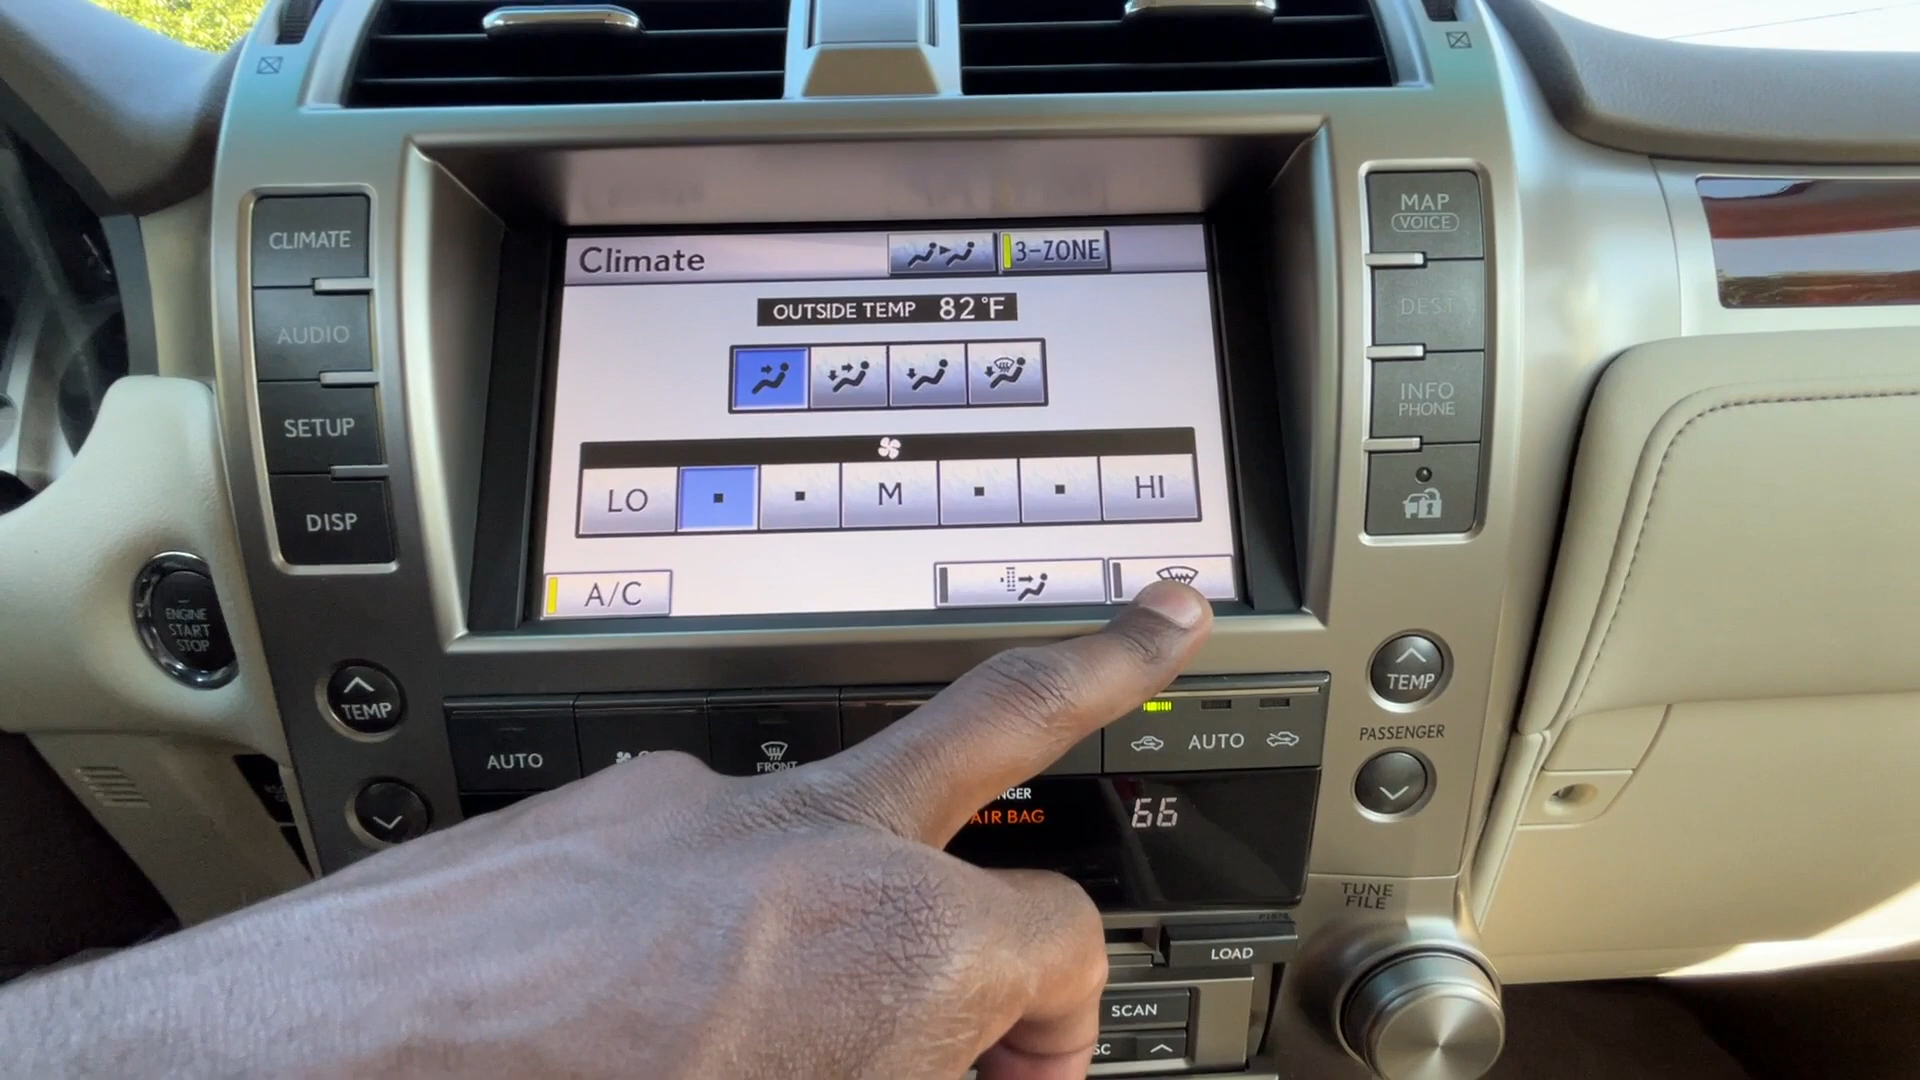 CLIMATE
AUDIO
SETUP
DISP
ENGINE
START
STOP
Climate
3-ZONE
OUTSIDE TEMP 82°F
LO M HI
A/C
MAP
VOICE
DEST
INFO
PHONE
TEMP
TEMP
PASSENGER
AUTO
FRONT
AUTO
AIR BAG
66
TUNE
FILE
LOAD
SCAN